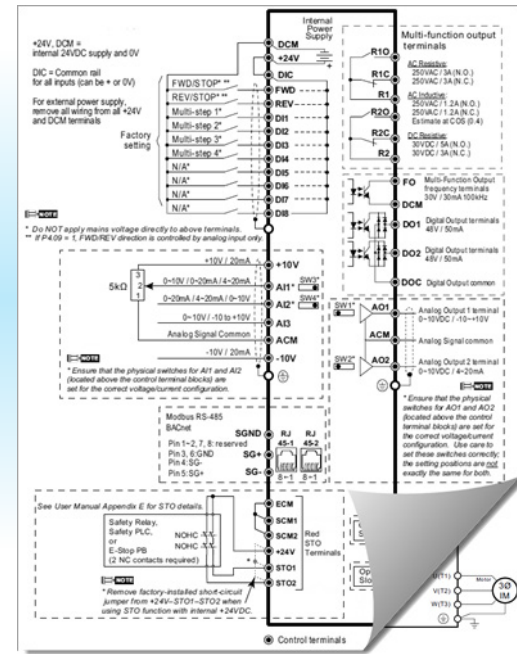 Internal
Power
Supply
+24V, DCM =
internal 24VDC supply and 0V
DIC = Common rail
for all inputs (can be + or 0V)
For external power supply,
remove all wiring from all +24V
and DCM terminals
Factory
setting
FWD/STOP* **
REV/STOP* **
Multi-step 1*
Multi-step 2*
Multi-step 3*
Multi-step 4*
N/A*
N/A*
N/A*
N/A*
DCM
+24V
DIC
FWD
REV
DI1
DI2
DI3
DI4
DI5
DI6
DI7
DI8
NOTE
* Do NOT apply mains voltage directly to above terminals.
** If P4.09 = 1, FWD/REV direction is controlled by analog input only.
Multi-function output
terminals
R1O
R1C
R1
R2O
R2C
R2
AC Resistive:
250VAC / 3A (N.O.)
250VAC / 3A (N.C.)
AC Inductive:
250VAC / 1.2A (N.O.)
250VAC / 1.2A (N.C.)
Estimate at COS (0.4)
DC Resistive:
30VDC / 5A (N.O.)
30VDC / 3A (N.C.)
FO
DCM
DO1
DO2
DOC
Multi-Function Output
frequency terminals
30V / 30mA 100kHz
Digital Output terminals
48V / 50mA
Digital Output terminals
48V / 50mA
Digital Output common
+10V / 20mA
5kΩ
3
2
1
0~10V / 0~20mA / 4~20mA
0~20mA / 4~20mA / 0~10V
0~10V / -10 to +10V
Analog Signal Common
-10V / 20mA
+10V
AI1*
AI2*
AI3
ACM
-10V
SW3*
SW4*
NOTE
* Ensure that the physical switches for AI1 and AI2
(located above the control terminal blocks) are
set for the correct voltage/current configuration.
SW1*
SW2*
AO1
ACM
AO2
Analog Output 1 terminal
0~10VDC / -10~+10V
Analog Signal common
Analog Output 2 terminal
0~10VDC / 4~20mA
NOTE
* Ensure that the physical
switches for AO1 and AO2
(located above the control
terminal blocks) are set for
the correct voltage/current
configuration. Use care to
set these switches correctly;
the setting positions are not
exactly the same for both.
Modbus RS-485
BACnet
Pin 1~2, 7, 8: reserved
Pin 3, 6: GND
Pin 4: SG-
Pin 5: SG+
SGND
SG+
SG-
RJ
45-1
RJ
45-2
8~1
8~1
See User Manual Appendix E for STO details.
Safety Relay,
Safety PLC,
or
E-Stop PB
(2 NC contacts required)
NOHC
NOHC
ECM
SCM1
SCM2
+24V
STO1
STO2
Red
STO
Terminals
NOTE
* Remove factory-installed short-circuit
jumper from +24V–STO1–STO2 when
using STO function with internal +24VDC.
V(T2)
W(T3)
Motor
3Ø
IM
Control terminals